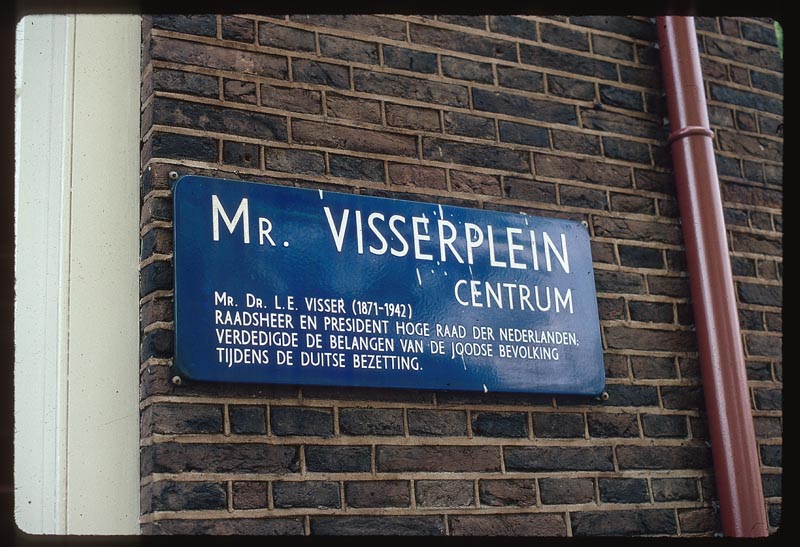 Mr. VISSERPLEIN
CENTRUM
Mr. Dr. L.E. VISSER (1871-1942)
RAADSHEER EN PRESIDENT HOGE RAAD DER NEDERLANDEN;
VERDEDIGDE DE BELANGEN VAN DE JOODSE BEVOLKING
TIJDENS DE DUITSE BEZETTING.